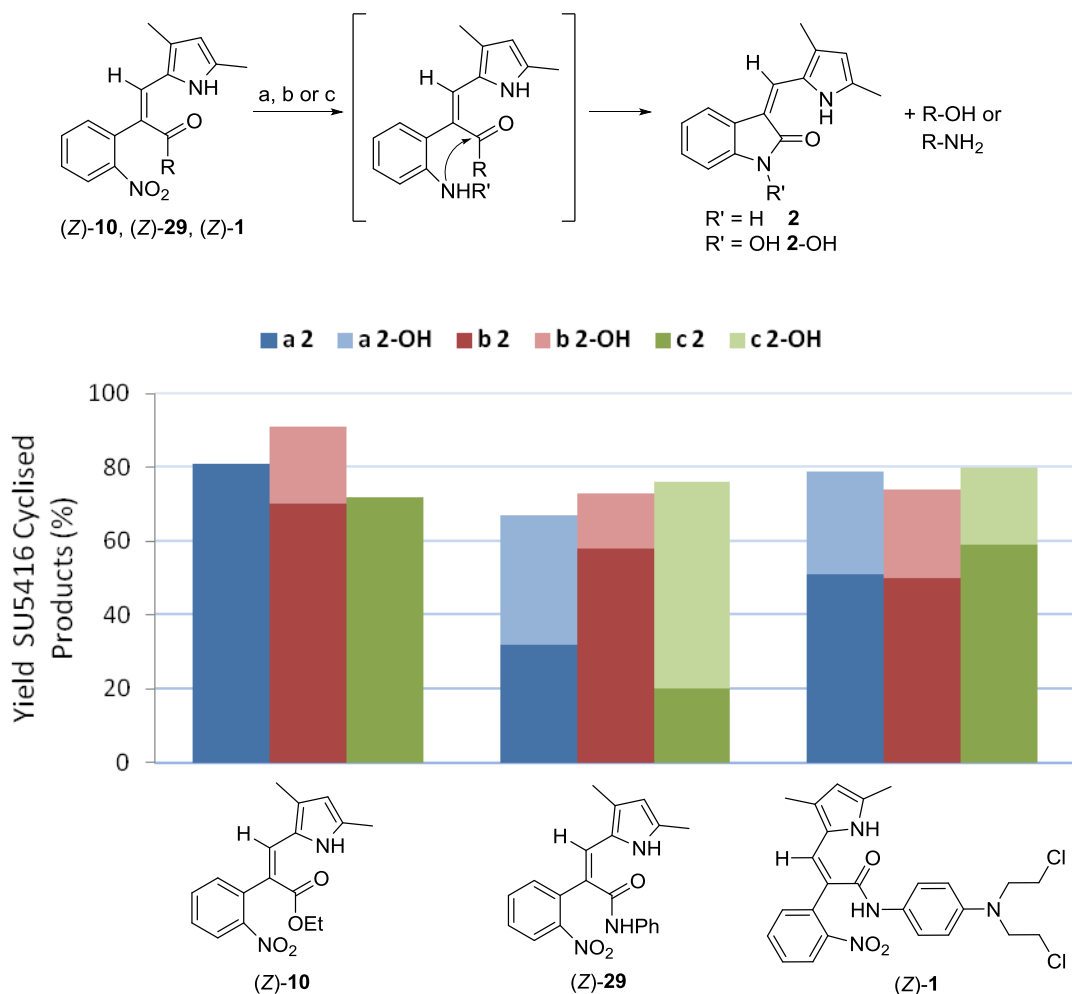 H
NH
O
R
NO2
(Z)-10, (Z)-29, (Z)-1
a, b or c
H
NH
O
R
NHR'
H
NH
O
N
R'
R' = H 2
R' = OH 2-OH
+ R-OH or
R-NH2
a 2 a 2-OH b 2 b 2-OH c 2 c 2-OH
Yield SU5416 Cyclised
Products (%)
100
80
60
40
20
0
H
NH
O
OEt
NO2
(Z)-10
H
NH
O
NHPh
NO2
(Z)-29
NH
H
O
HN
NO2
N
Cl
Cl
(Z)-1